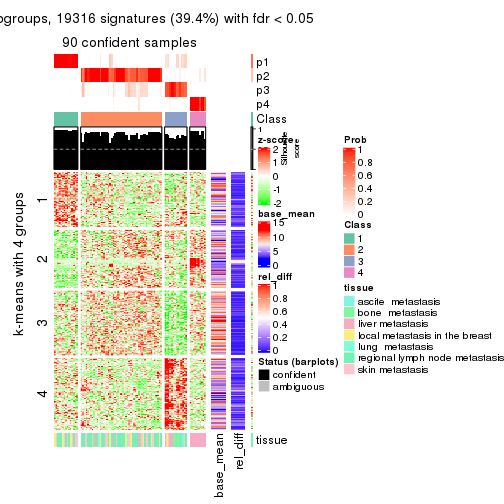 ogroups, 19316 signatures (39.4%) with fdr < 0.05
90 confident samples
p1
p2
p3
p4
Class
1
Silhouette
score
k-means with 4 groups
1
2
3
4
tissue
base_mean
rel_diff
z-score
2
1
0
-1
-2
base_mean
15
10
5
0
rel_diff
1
0.8
0.6
0.4
0.2
0
Status (barplots)
confident
ambiguous
Prob
1
0.8
0.6
0.4
0.2
0
Class
1
2
3
4
tissue
ascite metastasis
bone metastasis
liver metastasis
local metastasis in the breast
lung metastasis
regional lymph node metastasis
skin metastasis